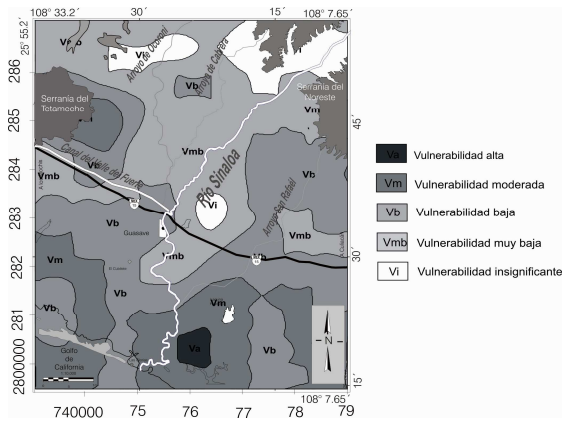 108° 33.2'
30'
15'
108° 7.65'
25° 55.2'
286
285
284
283
282
281
2800000
45'
30'
15'
Arroyo de Ocoroni
Arroyo de Cabrera
Vi
Vb
Serranía del
Tetameche
Serranía del
Noreste
Vm
Vmb
Vb
Vmb
Canal del Valle del Fuerte
Río Sinaloa
Vb
Vi
Arroyo San Rafael
Vb
Guasave
Vmb
Vmb
Vm
Vb
Vb
Vm
Va
Vb
Golfo
de
California
N
108° 7.65'
740000
75
76
77
78
79
Va Vulnerabilidad alta
Vm Vulnerabilidad moderada
Vb Vulnerabilidad baja
Vmb Vulnerabilidad muy baja
Vi Vulnerabilidad insignificante